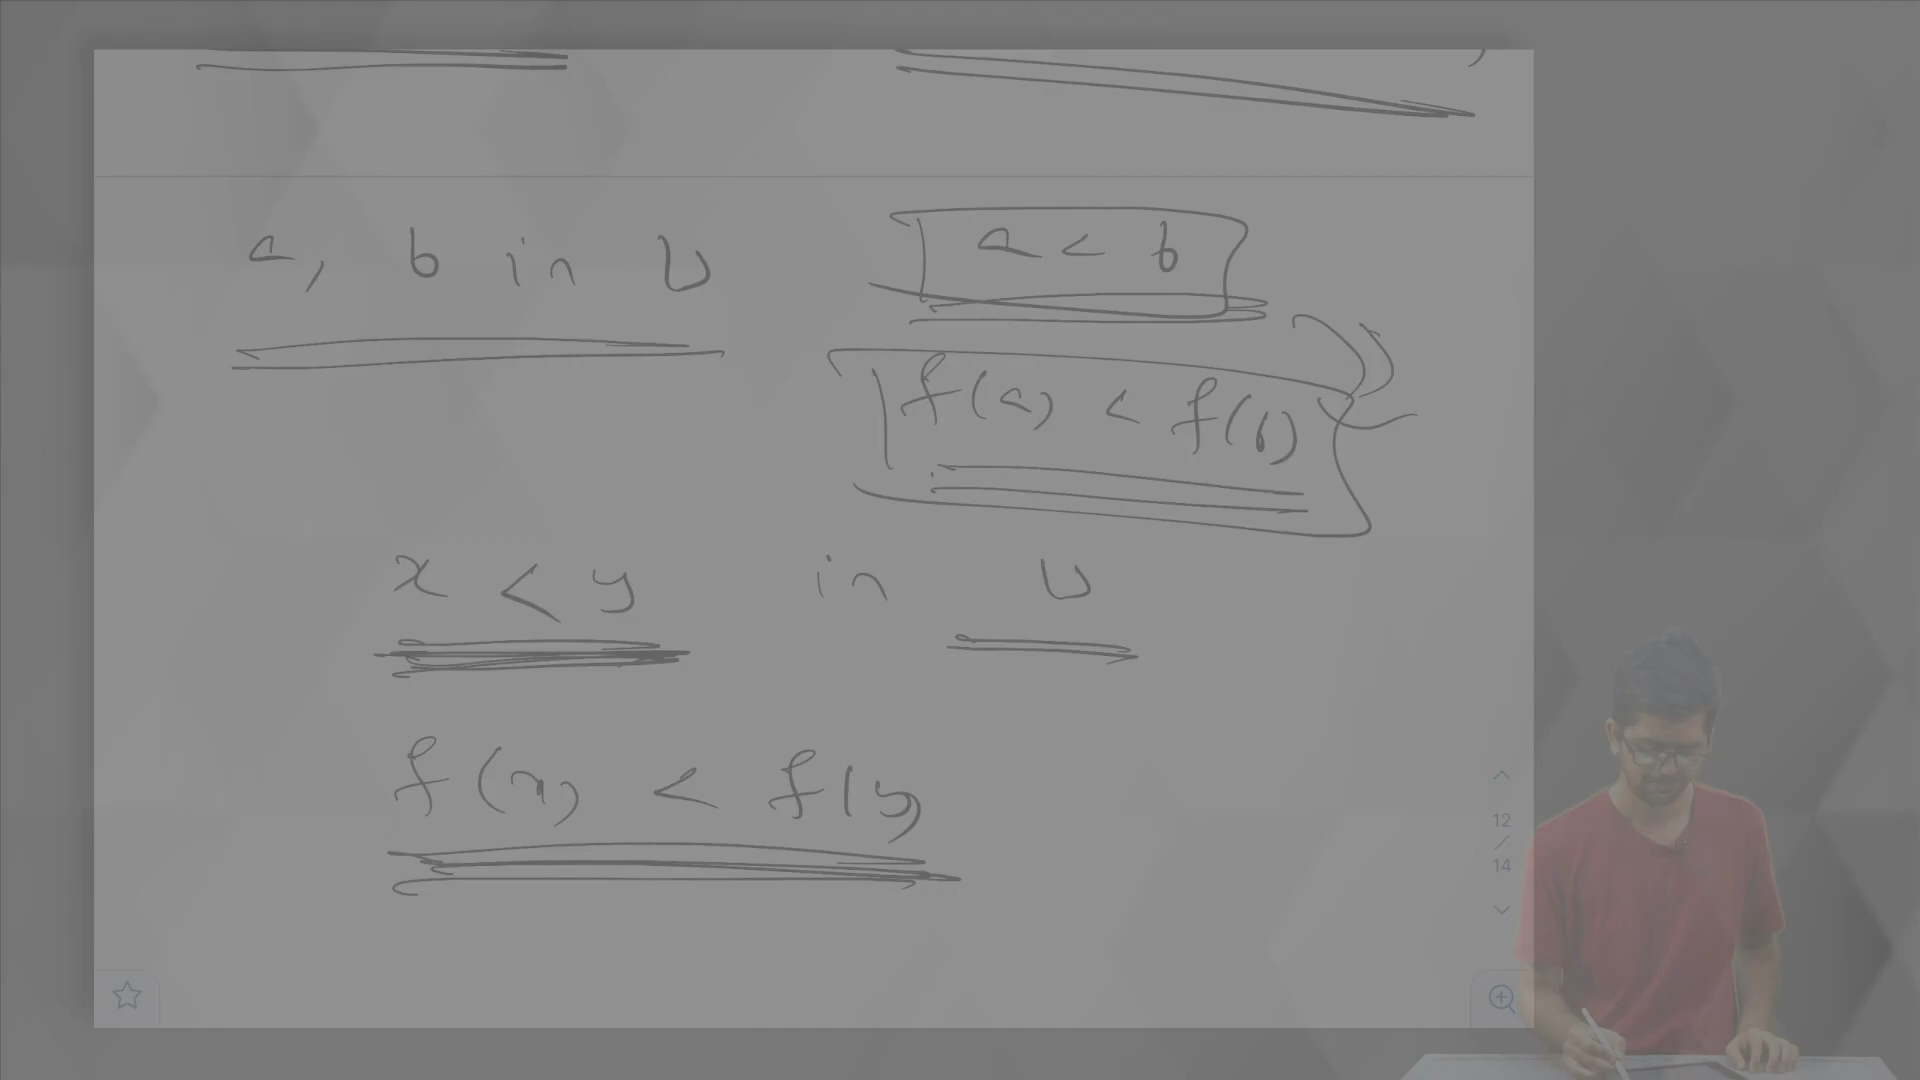 a, b in U
a < b
f(a) < f(b)
x < y in U
f(x) < f(y)
12
/
14